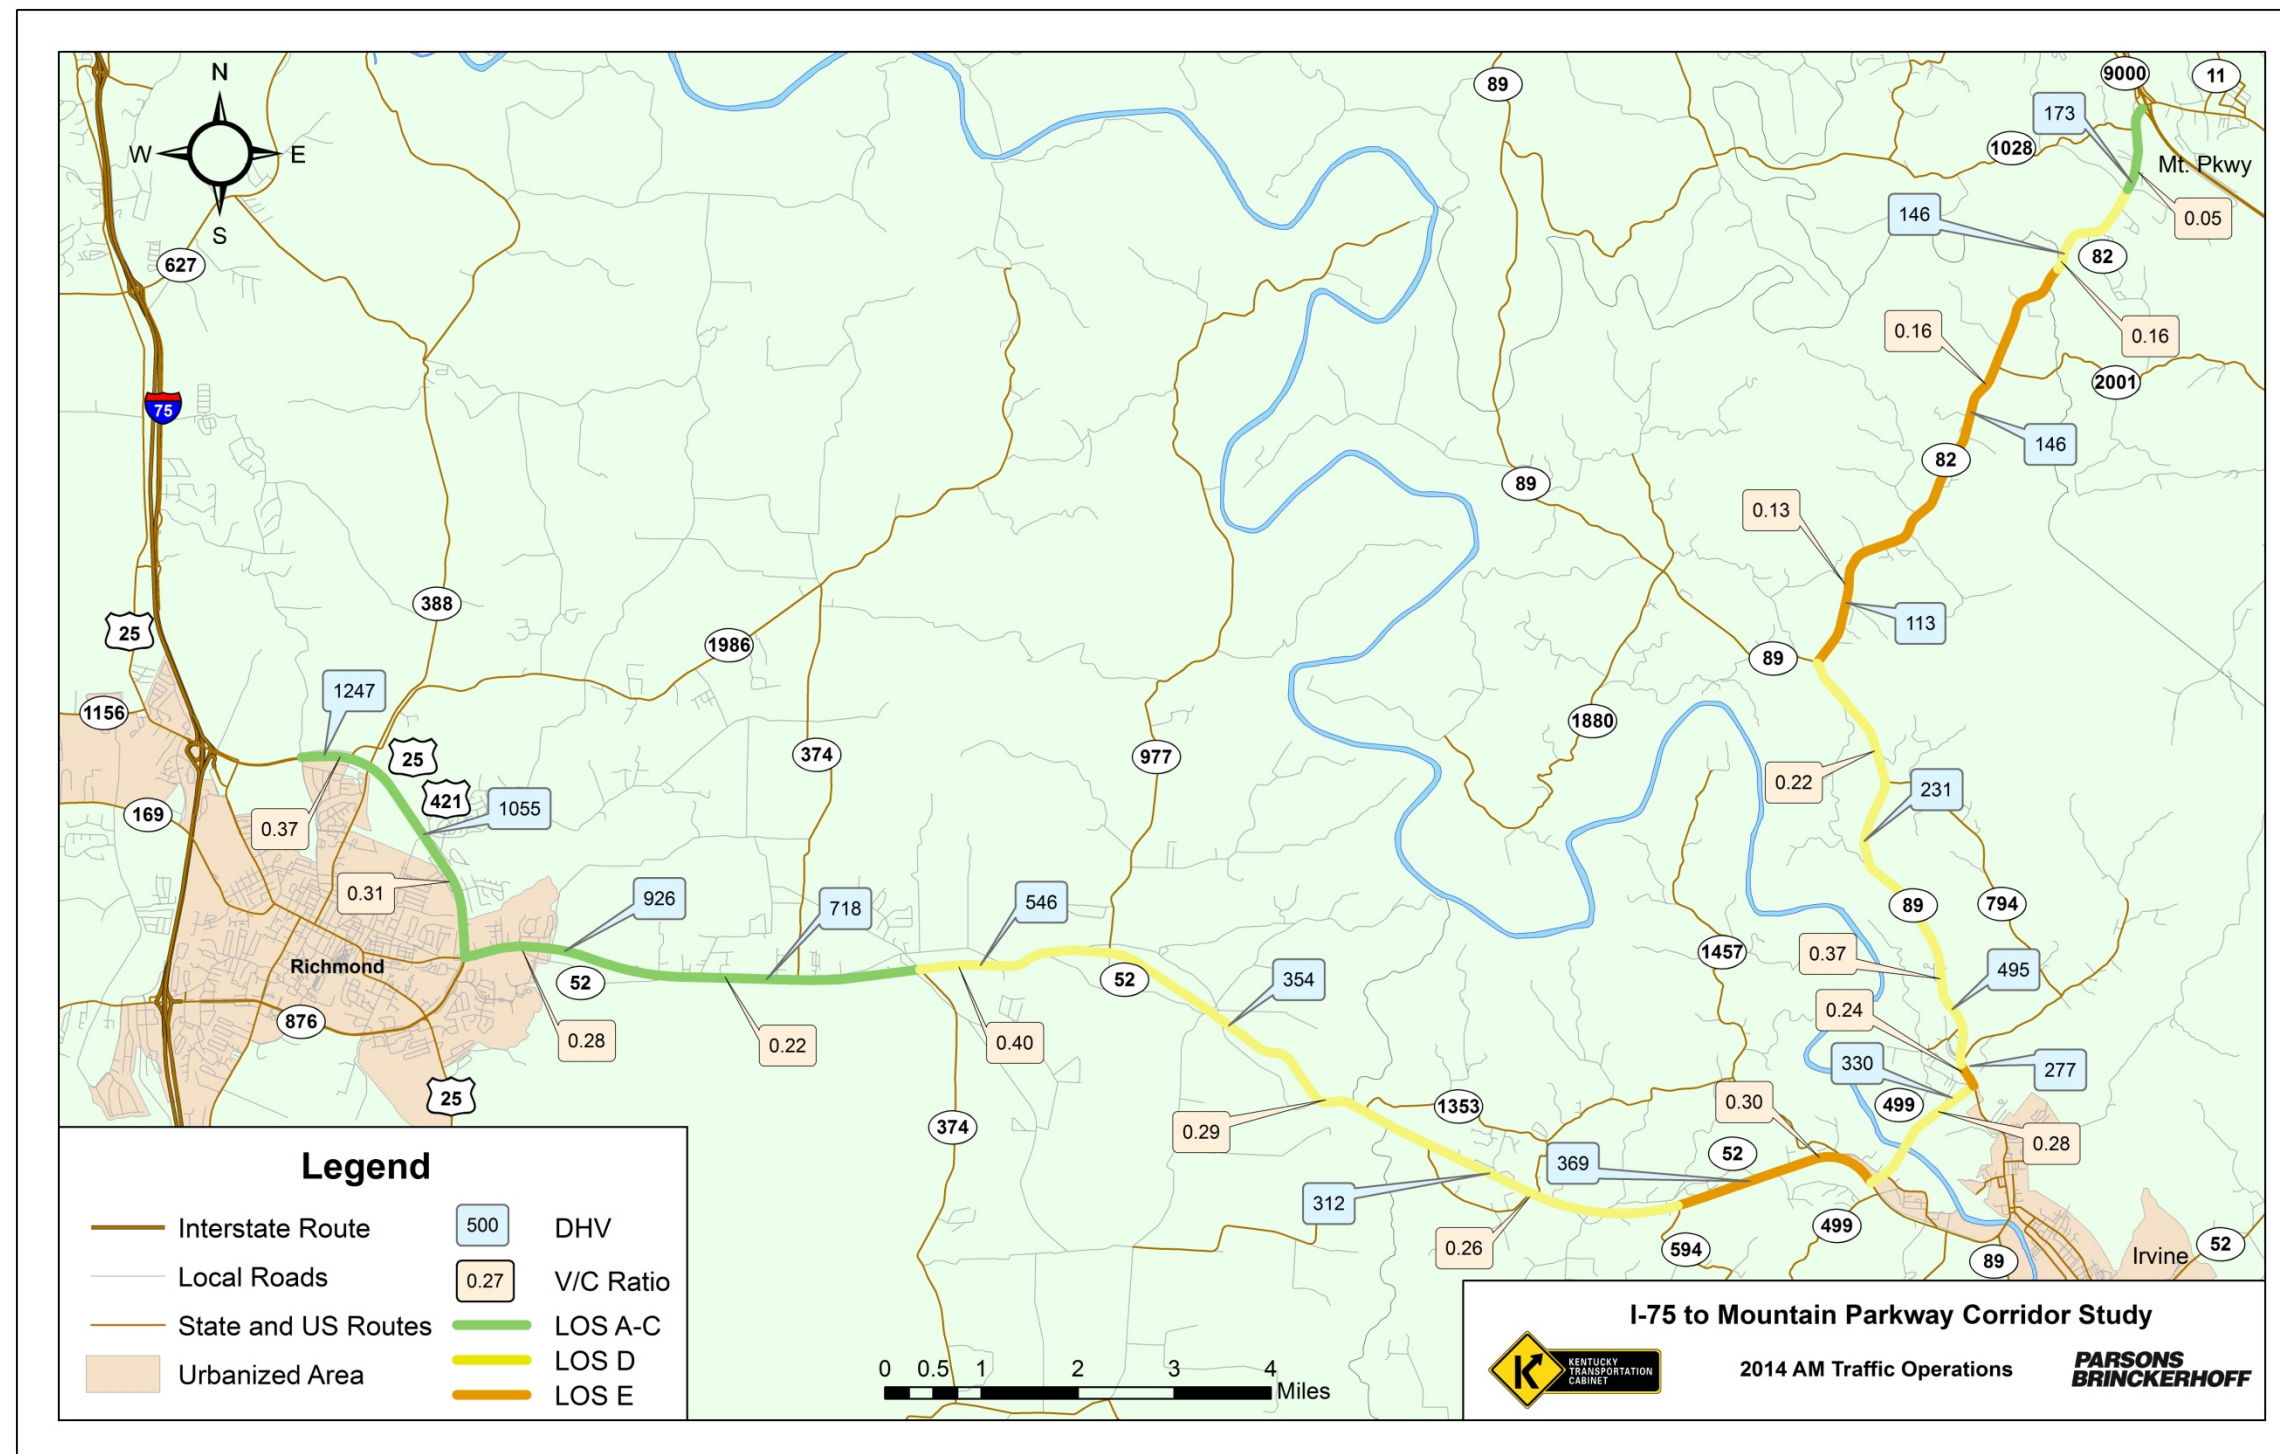 N
W
E
S
9000
11
89
173
1028
Mt. Pkwy
146
0.05
82
627
0.16
0.16
2001
75
146
82
89
0.13
388
113
25
1986
89
1247
1156
1880
25
374
977
0.22
231
421
1055
169
0.37
0.31
926
718
546
89
794
0.37
1457
495
Richmond
52
52
354
0.24
876
0.28
0.22
0.40
330
277
25
499
0.30
1353
374
0.29
0.28
52
369
312
499
0.26
594
89
Irvine
52
Legend
Interstate Route
500
DHV
Local Roads
0.27
V/C Ratio
State and US Routes
LOS A-C
Urbanized Area
LOS D
LOS E
0 0.5 1 2 3 4
Miles
I-75 to Mountain Parkway Corridor Study
KENTUCKY
TRANSPORTATION
CABINET
2014 AM Traffic Operations
PARSONS
BRINCKERHOFF